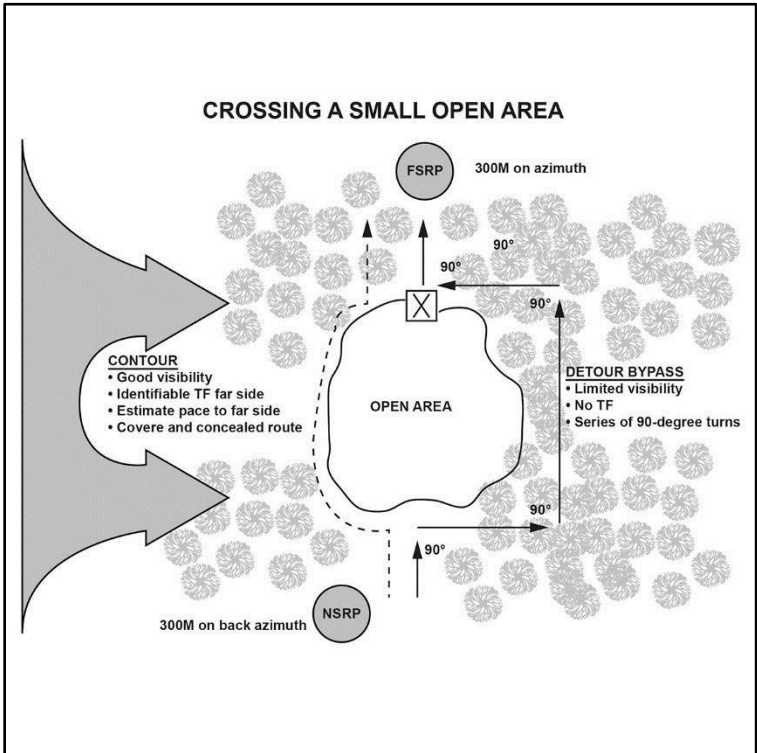 CROSSING A SMALL OPEN AREA
FSRP
300M on azimuth
90°
90°
90°
CONTOUR
• Good visibility
• Identifiable TF far side
• Estimate pace to far side
• Covere and concealed route
OPEN AREA
DETOUR BYPASS
• Limited visibility
• No TF
• Series of 90-degree turns
90°
90°
NSRP
300M on back azimuth